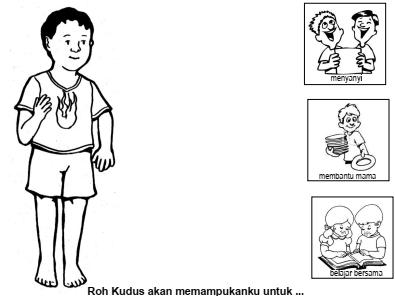 menyanyi
membantu mama
belajar bersama
Roh Kudus akan memampukanku untuk ...